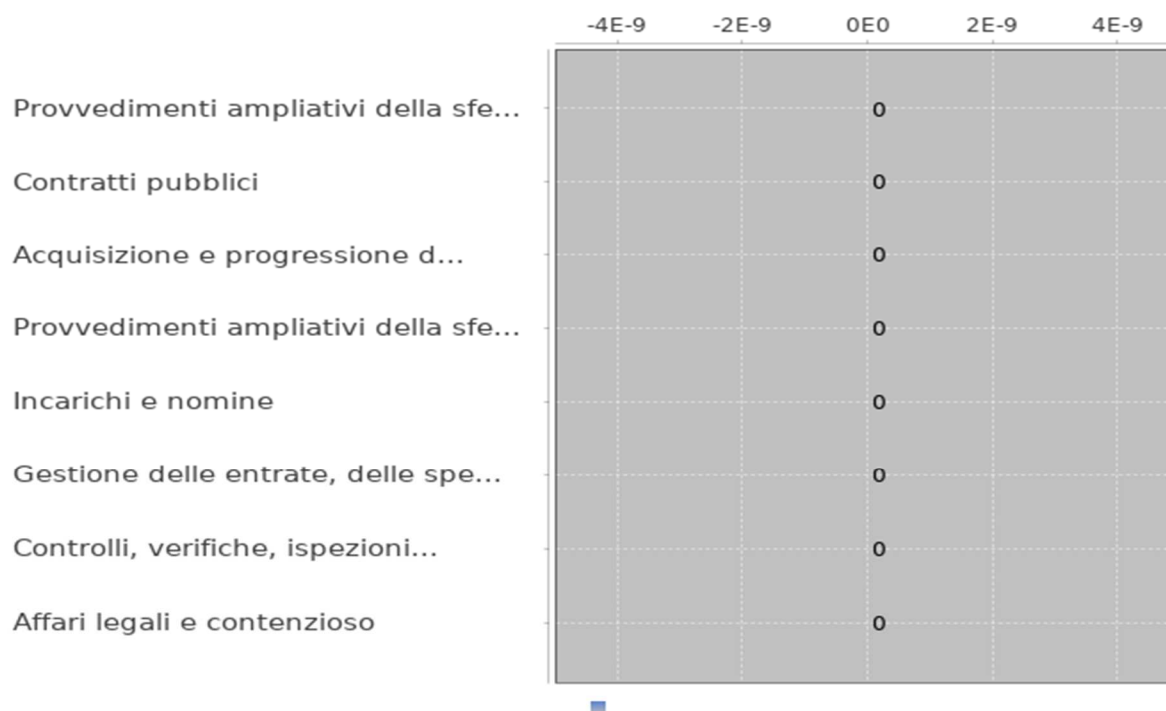 -4E-9 -2E-9 0E0 2E-9 4E-9
Provvedimenti ampliativi della sfe... 0
Contratti pubblici 0
Acquisizione e progressione d... 0
Provvedimenti ampliativi della sfe... 0
Incarichi e nomine 0
Gestione delle entrate, delle spe... 0
Controlli, verifiche, ispezioni... 0
Affari legali e contenzioso 0